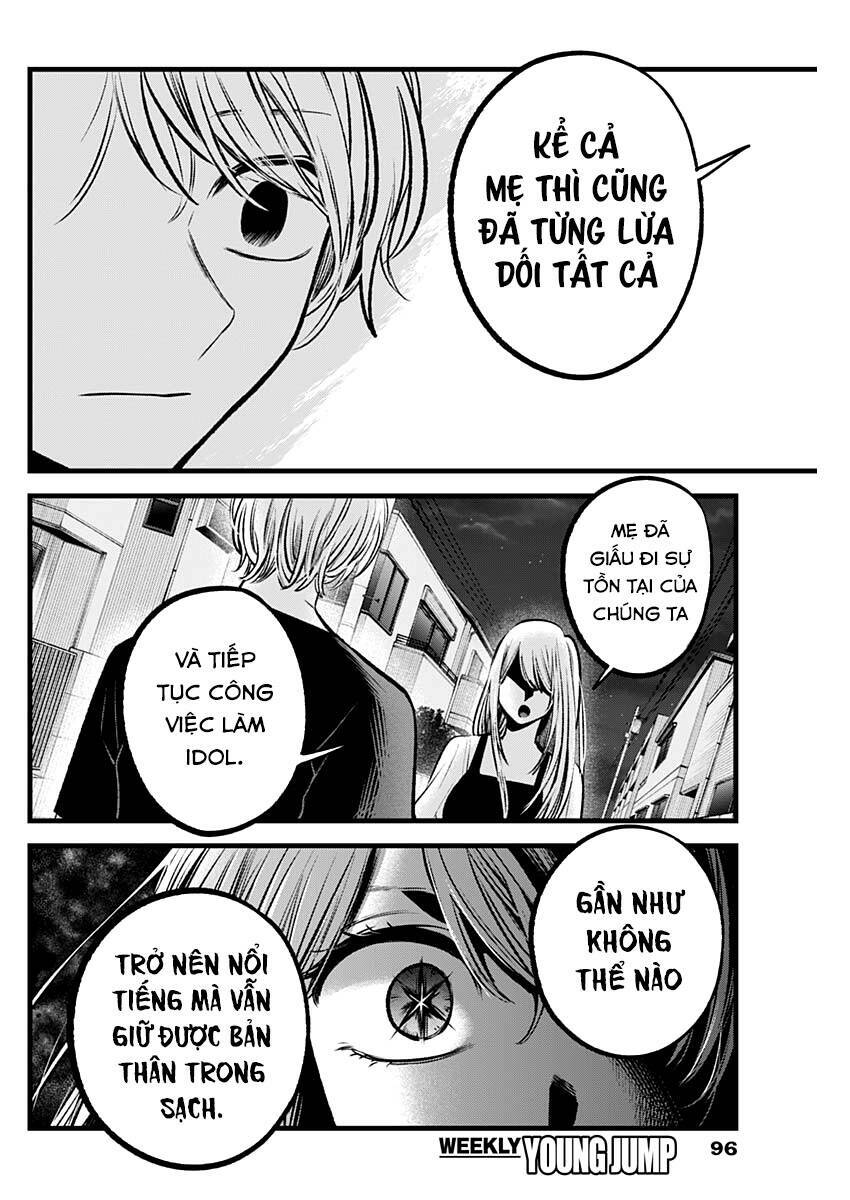 KỂ CẢ
MẸ THÌ CŨNG
ĐÃ TỪNG LỪA
DỐI TẤT CẢ
MẸ ĐÃ
GIẤU ĐI SỰ
TỒN TẠI CỦA
CHÚNG TA
VÀ TIẾP
TỤC CÔNG
VIỆC LÀM
IDOL.
GẦN NHƯ
KHÔNG
THỂ NÀO
TRỞ NÊN NỔI
TIẾNG MÀ VẪN
GIỮ ĐƯỢC BẢN
THÂN TRONG
SẠCH.
WEEKLY YOUNG JUMP 96